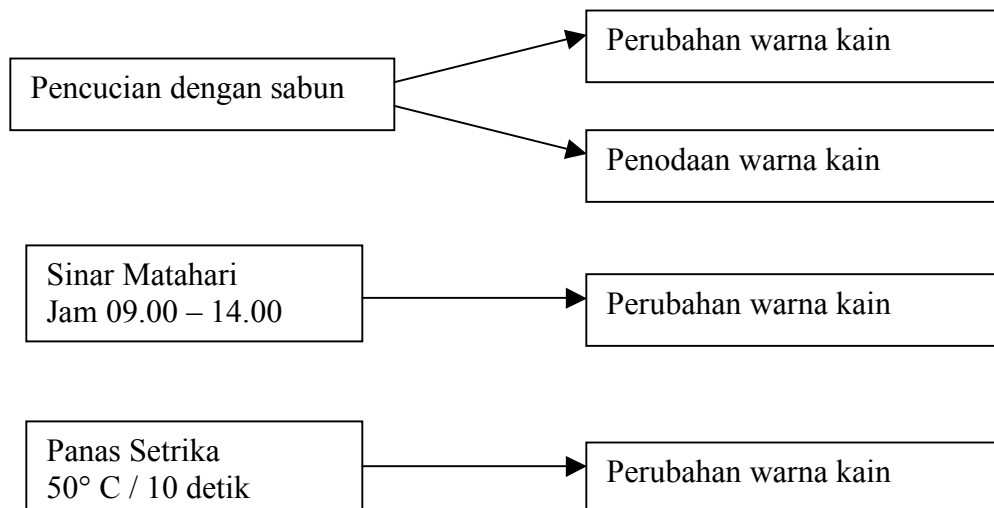 Perubahan warna kain
Pencucian dengan sabun
Penodaan warna kain
Sinar Matahari
Jam 09.00 – 14.00
Perubahan warna kain
Panas Setrika
50° C / 10 detik
Perubahan warna kain